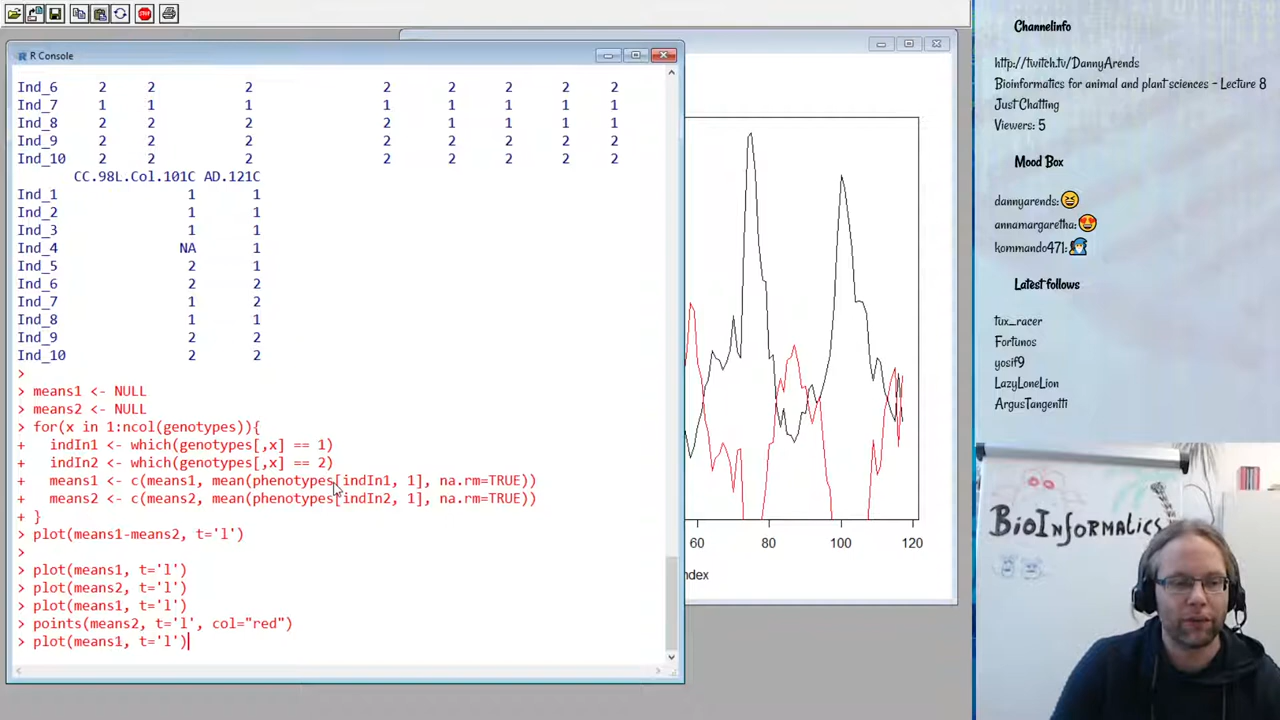 R Console
Ind_6 2 2 2 2 2 2 2 2
Ind_7 1 1 1 1 1 1 1 1
Ind_8 2 2 2 2 1 1 1 1
Ind_9 2 2 2 2 2 2 2 2
Ind_10 2 2 2 2 2 2 2 2
CC.98L.Col.101C AD.121C
Ind_1 1 1
Ind_2 1 1
Ind_3 1 1
Ind_4 NA 1
Ind_5 2 1
Ind_6 2 2
Ind_7 1 2
Ind_8 1 1
Ind_9 2 2
Ind_10 2 2
>
> means1 <- NULL
> means2 <- NULL
> for(x in 1:ncol(genotypes)){
+ indIn1 <- which(genotypes[,x] == 1)
+ indIn2 <- which(genotypes[,x] == 2)
+ means1 <- c(means1, mean(phenotypes[indIn1, 1], na.rm=TRUE))
+ means2 <- c(means2, mean(phenotypes[indIn2, 1], na.rm=TRUE))
+ }
> plot(means1-means2, t='l')
>
> plot(means1, t='l')
> plot(means2, t='l')
> plot(means1, t='l')
> points(means2, t='l', col="red")
> plot(means1, t='l')
60 80 100 120
ndex
STOP
Channelinfo
http://twitch.tv/DannyArends
Bioinformatics for animal and plant sciences - Lecture 8
Just Chatting
Viewers: 5
Mood Box
dannyarends:
annamargaretha:
kommando471:
Latest follows
tux_racer
Fortunos
yosif9
LazyLoneLion
ArgusTangentti
BioInformatics